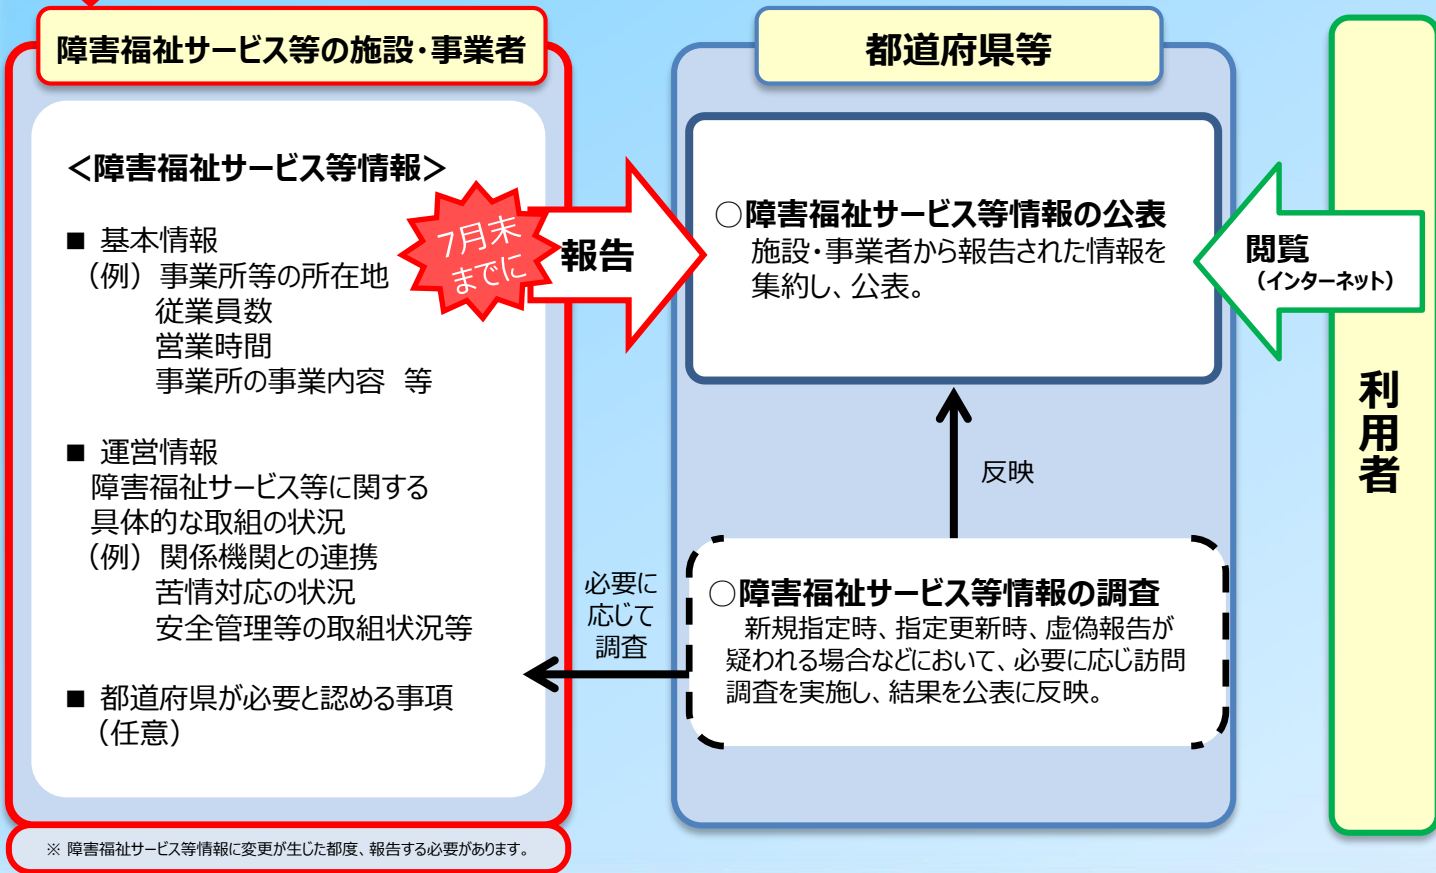 障害福祉サービス等の施設・事業者
＜障害福祉サービス等情報＞
■ 基本情報
（例）事業所等の所在地
従業員数
営業時間
事業所の事業内容 等
■ 運営情報
障害福祉サービス等に関する
具体的な取組の状況
（例）関係機関との連携
苦情対応の状況
安全管理等の取組状況等
■ 都道府県が必要と認める事項
（任意）
※ 障害福祉サービス等情報に変更が生じた都度、報告する必要があります。
7月末
までに
報告
都道府県等
○障害福祉サービス等情報の公表
施設・事業者から報告された情報を
集約し、公表。
反映
必要に
応じて
調査
○障害福祉サービス等情報の調査
新規指定時、指定更新時、虚偽報告が
疑われる場合などにおいて、必要に応じ訪問
調査を実施し、結果を公表に反映。
閲覧
（インターネット）
利用者